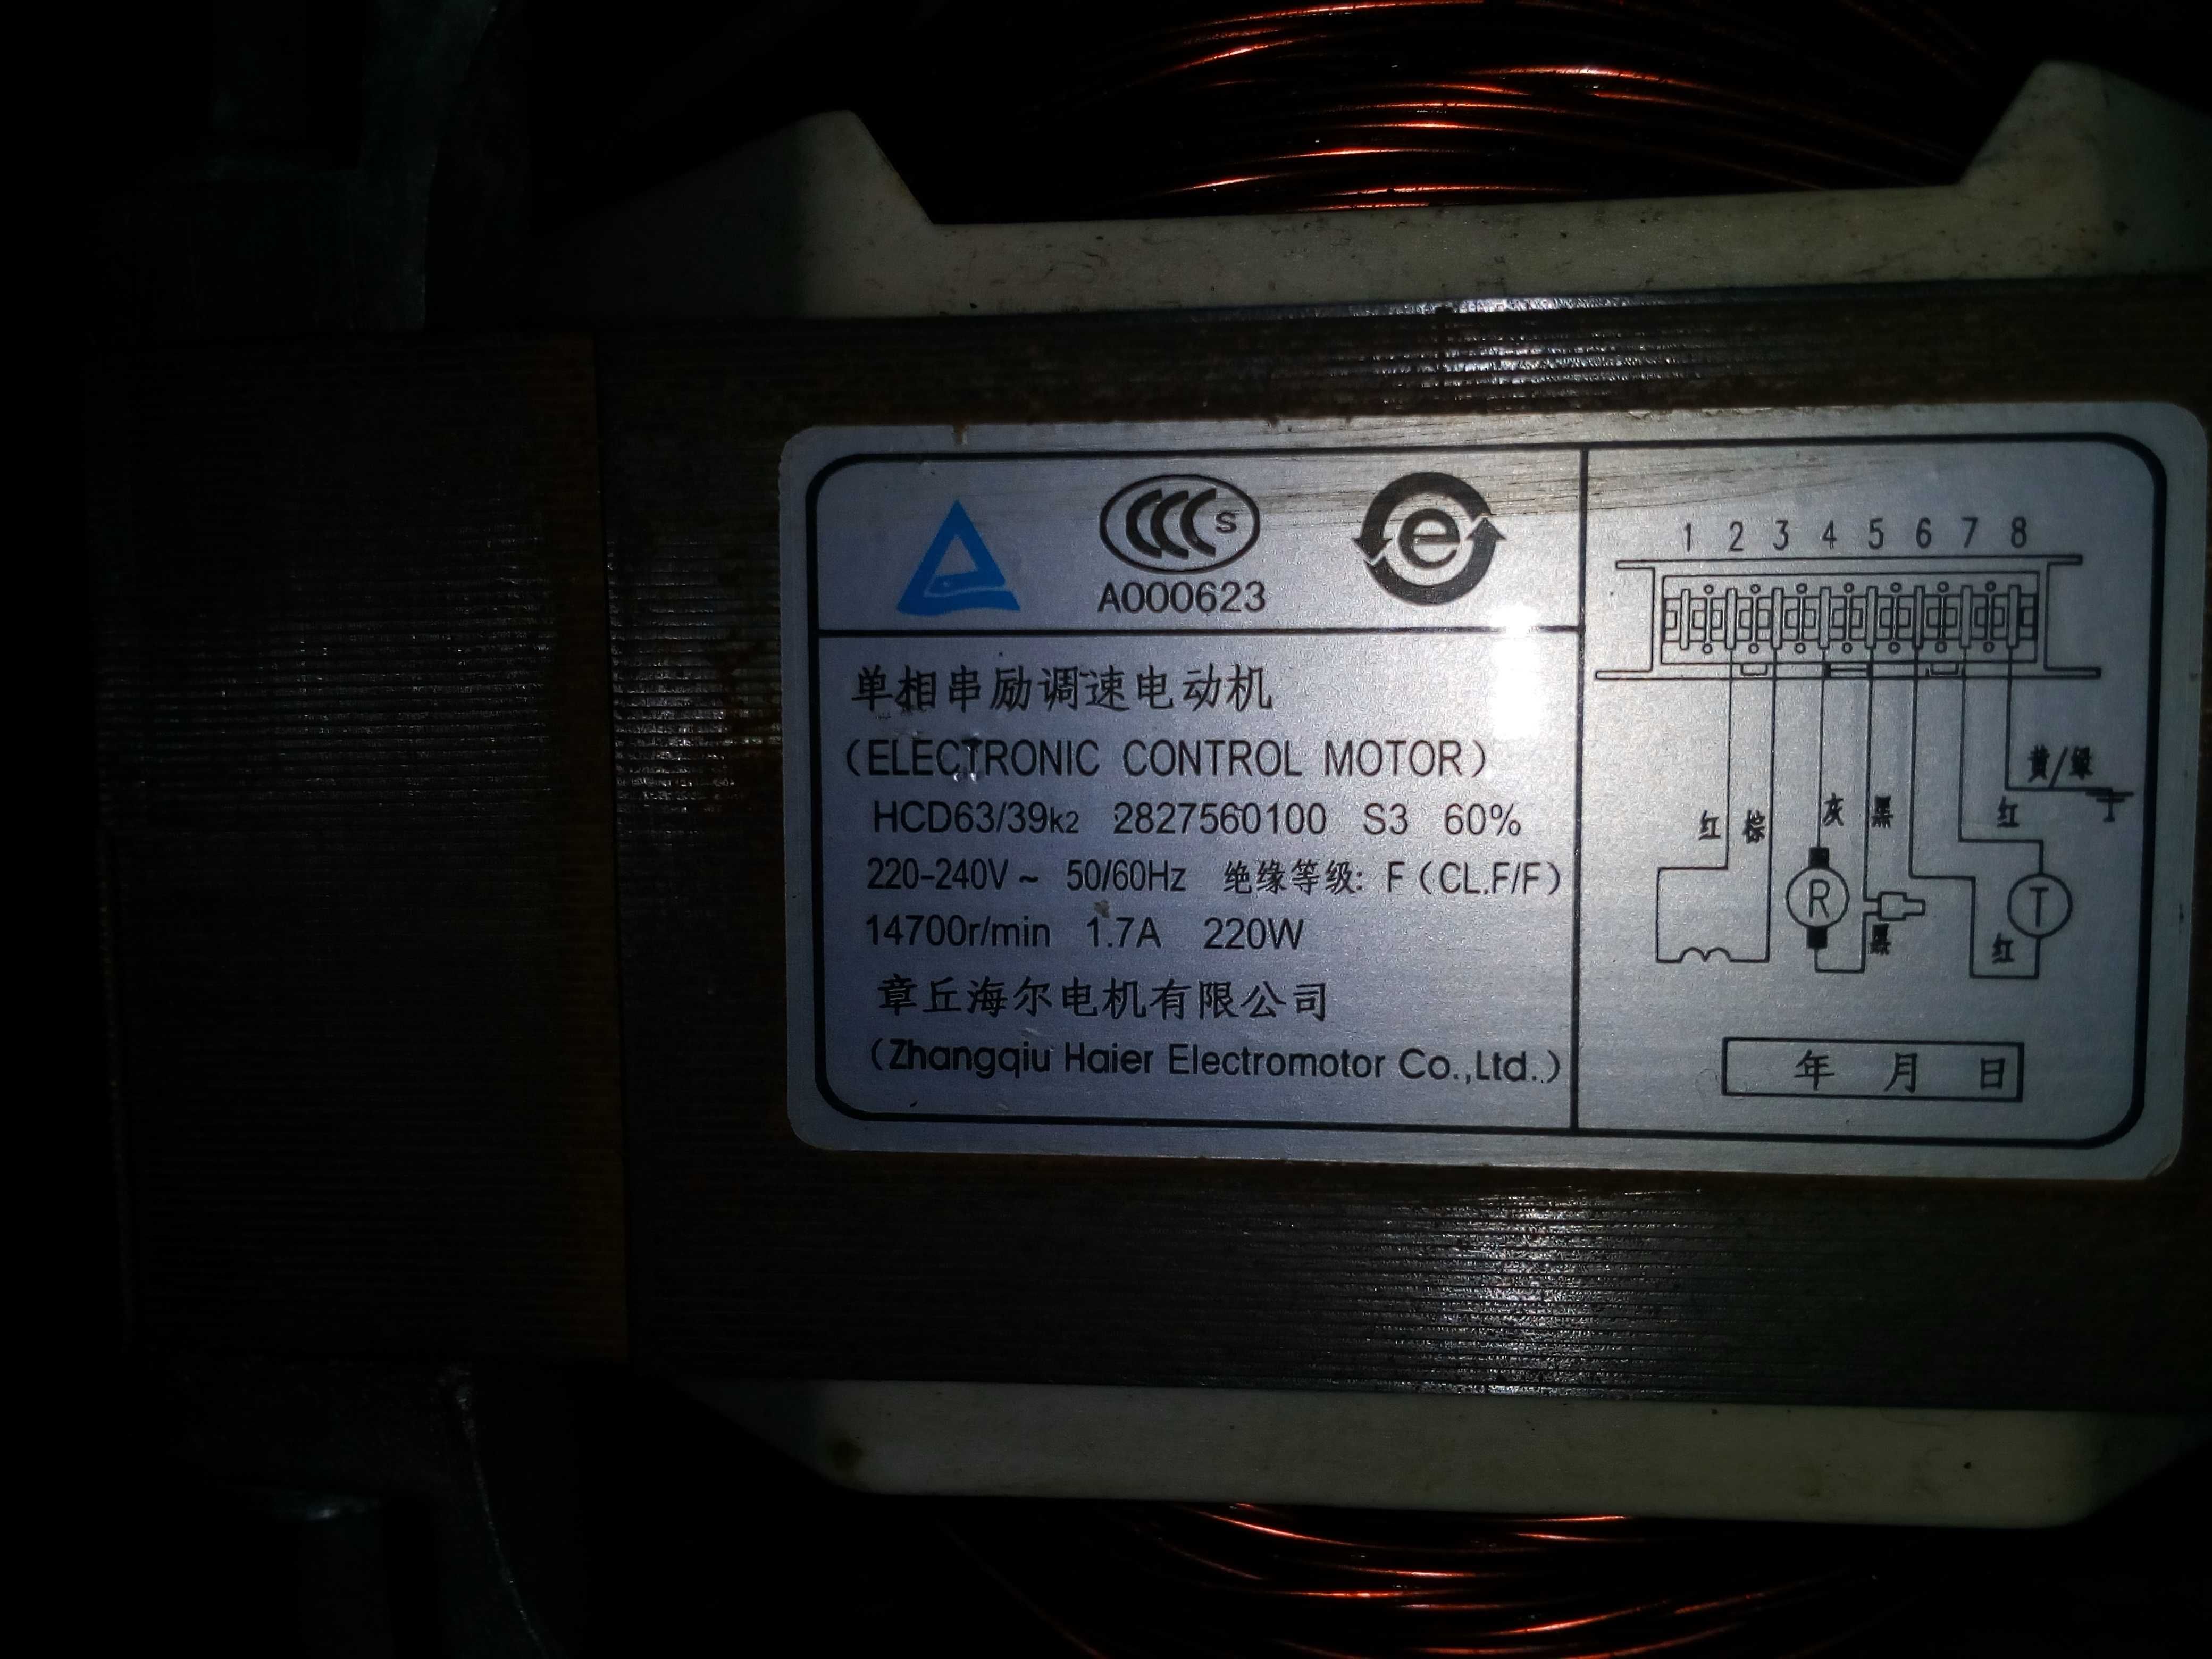 CCC S
e
A000623
单相串励调速电动机
(ELECTRONIC CONTROL MOTOR)
HCD63/39k2 2827560100 S3 60%
220-240V~ 50/60Hz 绝缘等级: F (CL.F/F)
14700r/min 1.7A 220W
章丘海尔电机有限公司
(Zhangqiu Haier Electromotor Co.,Ltd.)
1 2 3 4 5 6 7 8
黄/绿
红 棕 灰 黑 红
R T
黑 红
年 月 日